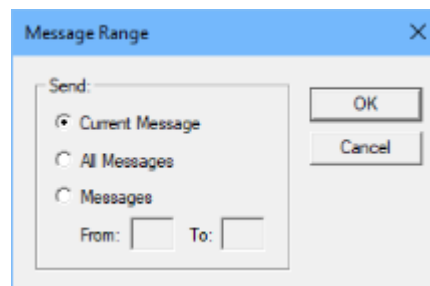 Message Range
Send:
Current Message
All Messages
Messages
From: To:
OK
Cancel